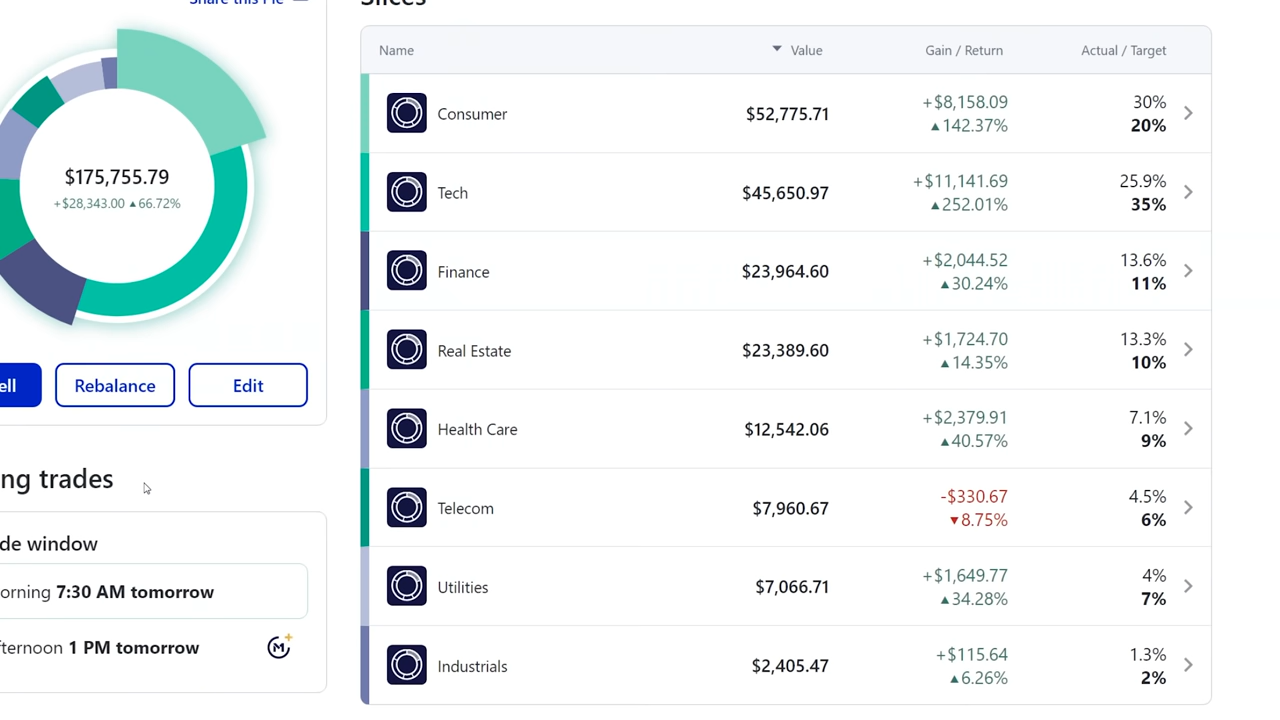 Share this Pie
Slices
$175,755.79
+$28,343.00 ▲66.72%
ell
Rebalance
Edit
ng trades
de window
orning 7:30 AM tomorrow
fternoon 1 PM tomorrow
M+
Name
▼ Value
Gain / Return
Actual / Target
Consumer
$52,775.71
+$8,158.09
▲142.37%
30%
20%
Tech
$45,650.97
+$11,141.69
▲252.01%
25.9%
35%
Finance
$23,964.60
+$2,044.52
▲30.24%
13.6%
11%
Real Estate
$23,389.60
+$1,724.70
▲14.35%
13.3%
10%
Health Care
$12,542.06
+$2,379.91
▲40.57%
7.1%
9%
Telecom
$7,960.67
-$330.67
▼8.75%
4.5%
6%
Utilities
$7,066.71
+$1,649.77
▲34.28%
4%
7%
Industrials
$2,405.47
+$115.64
▲6.26%
1.3%
2%